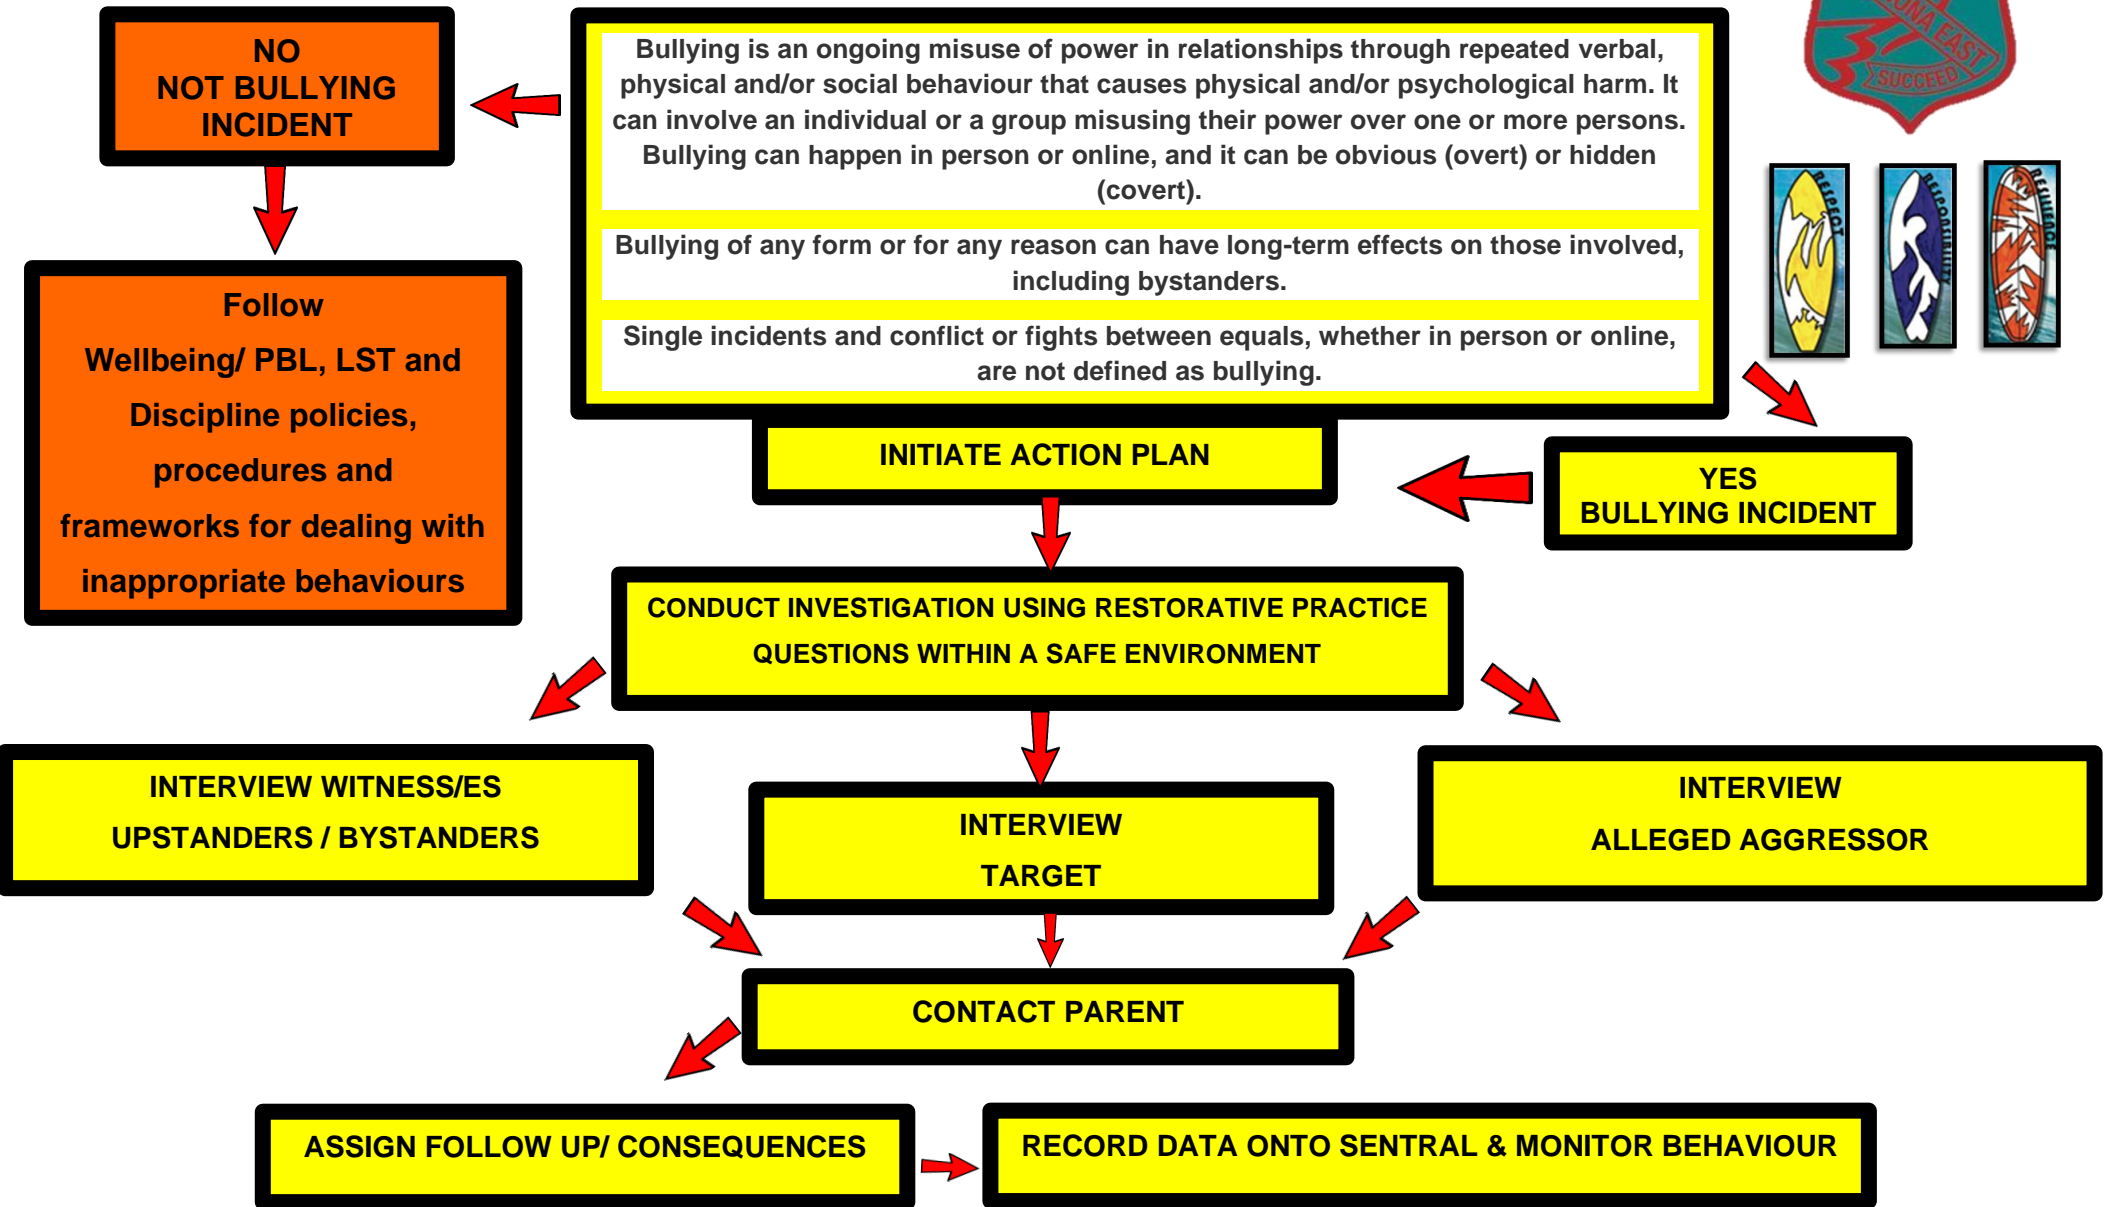 NO
NOT BULLYING
INCIDENT
Bullying is an ongoing misuse of power in relationships through repeated verbal,
physical and/or social behaviour that causes physical and/or psychological harm. It
can involve an individual or a group misusing their power over one or more persons.
Bullying can happen in person or online, and it can be obvious (overt) or hidden
(covert).
Bullying of any form or for any reason can have long-term effects on those involved,
including bystanders.
Single incidents and conflict or fights between equals, whether in person or online,
are not defined as bullying.
EAST
SUCCEED
RESPECT
RESPONSIBILITY
RESILIENCE
Follow
Wellbeing/ PBL, LST and
Discipline policies,
procedures and
frameworks for dealing with
inappropriate behaviours
INITIATE ACTION PLAN
YES
BULLYING INCIDENT
CONDUCT INVESTIGATION USING RESTORATIVE PRACTICE
QUESTIONS WITHIN A SAFE ENVIRONMENT
INTERVIEW WITNESS/ES
UPSTANDERS / BYSTANDERS
INTERVIEW
TARGET
INTERVIEW
ALLEGED AGGRESSOR
CONTACT PARENT
ASSIGN FOLLOW UP/ CONSEQUENCES
RECORD DATA ONTO SENTRAL & MONITOR BEHAVIOUR